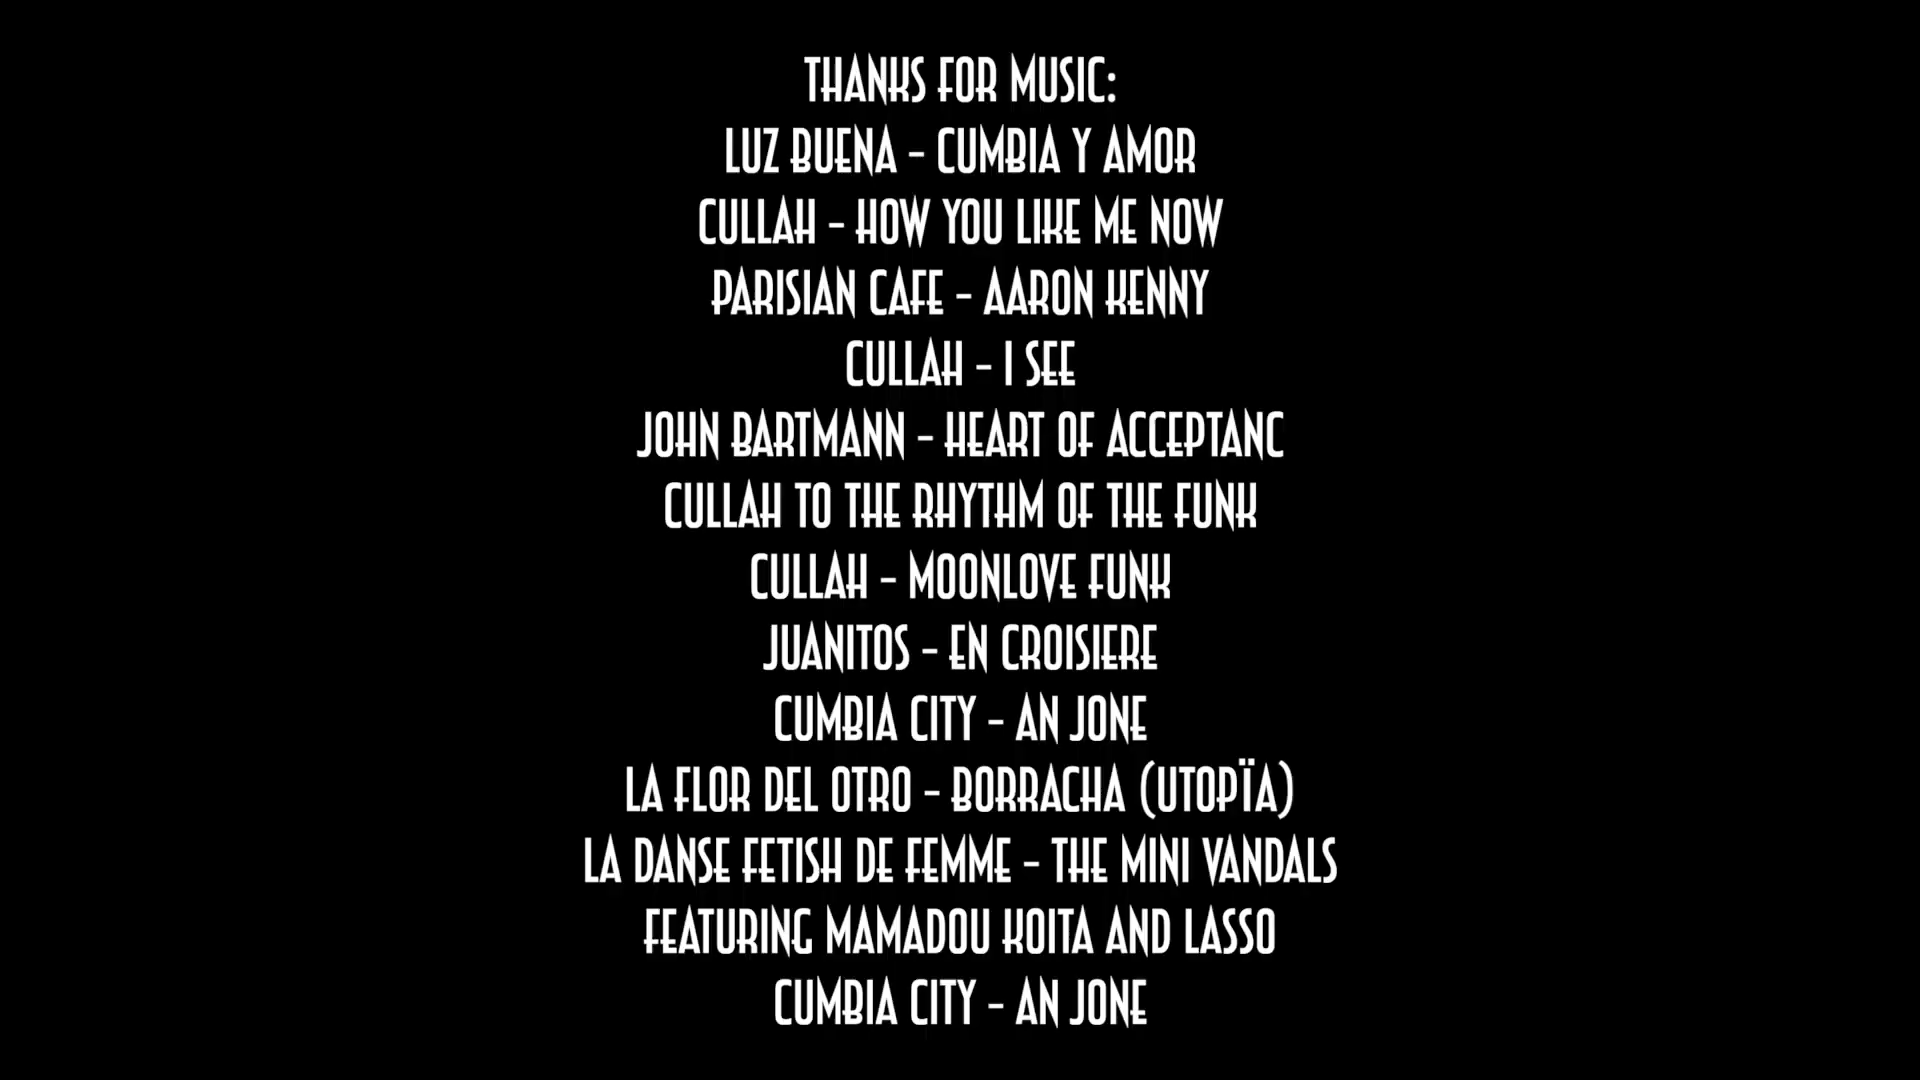 THANKS FOR MUSIC:
LUZ BUENA - CUMBIA Y AMOR
CULLAH - HOW YOU LIKE ME NOW
PARISIAN CAFE - AARON KENNY
CULLAH - I SEE
JOHN BARTMANN - HEART OF ACCEPTANC
CULLAH TO THE RHYTHM OF THE FUNK
CULLAH - MOONLOVE FUNK
JUANITOS - EN CROISIERE
CUMBIA CITY - AN JONE
LA FLOR DEL OTRO - BORRACHA (UTOPÏA)
LA DANSE FETISH DE FEMME - THE MINI VANDALS
FEATURING MAMADOU KOITA AND LASSO
CUMBIA CITY - AN JONE